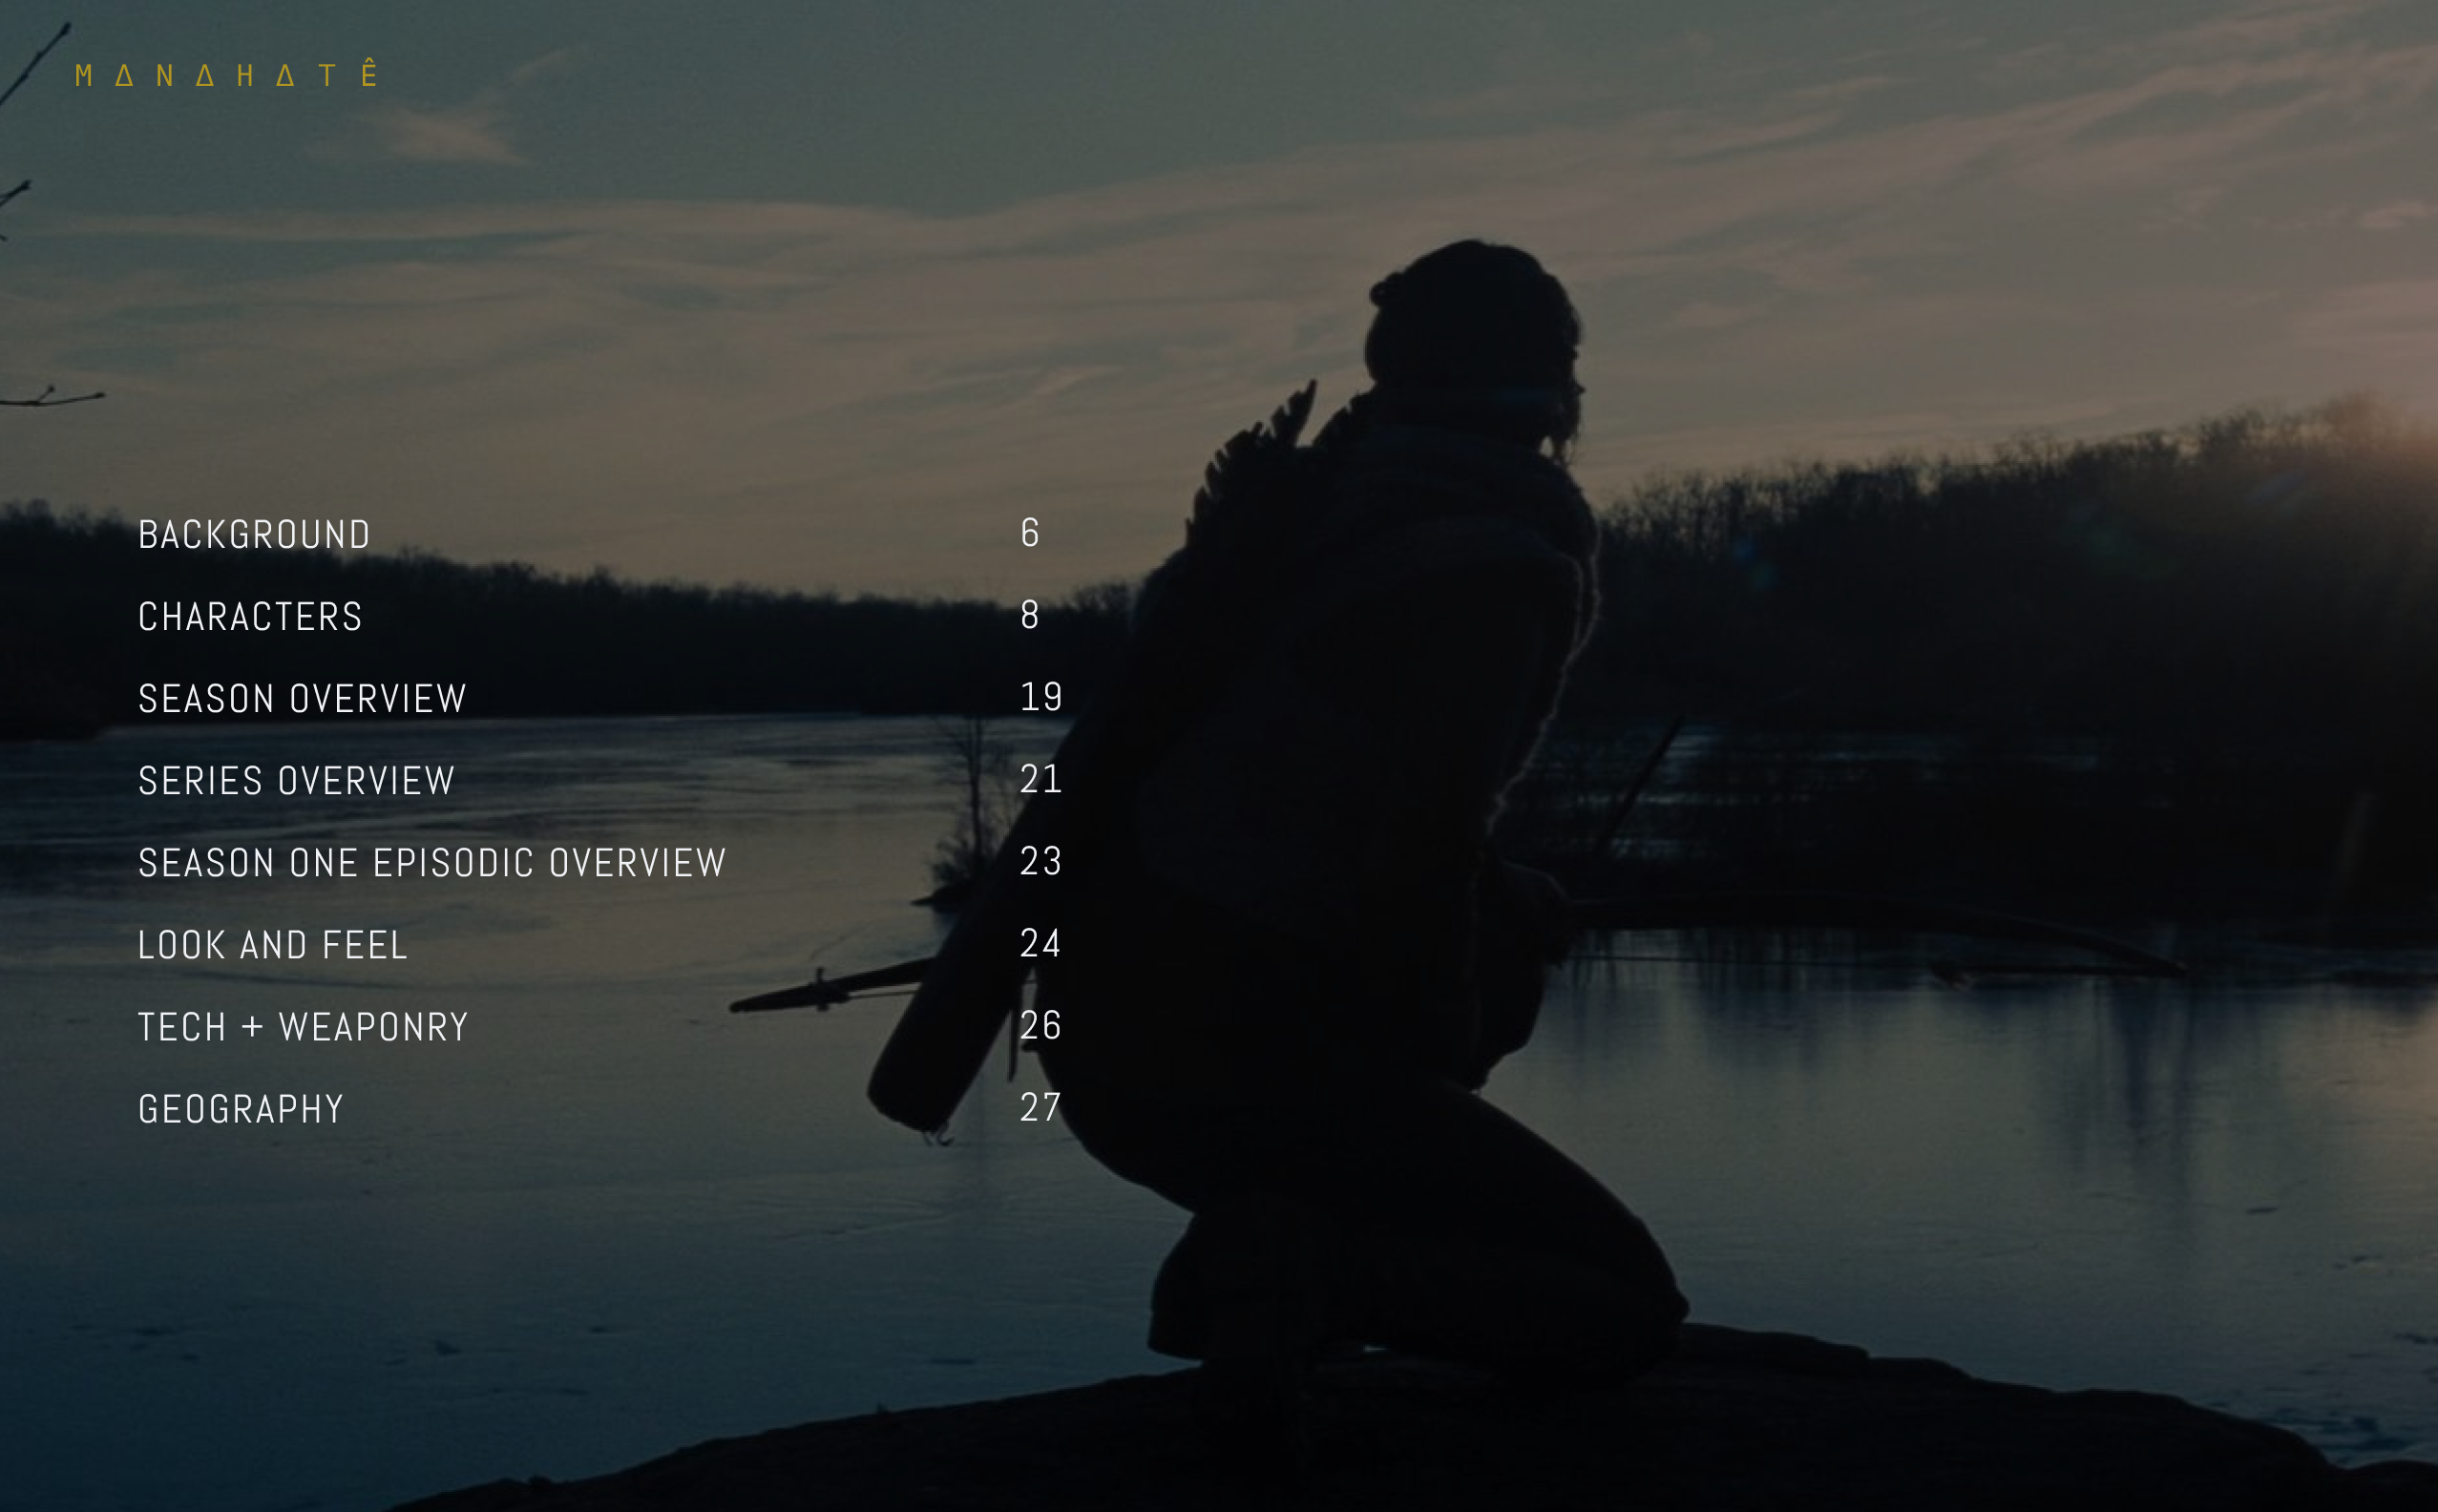 M Δ N Δ H Δ T Ê
BACKGROUND 6
CHARACTERS 8
SEASON OVERVIEW 19
SERIES OVERVIEW 21
SEASON ONE EPISODIC OVERVIEW 23
LOOK AND FEEL 24
TECH + WEAPONRY 26
GEOGRAPHY 27